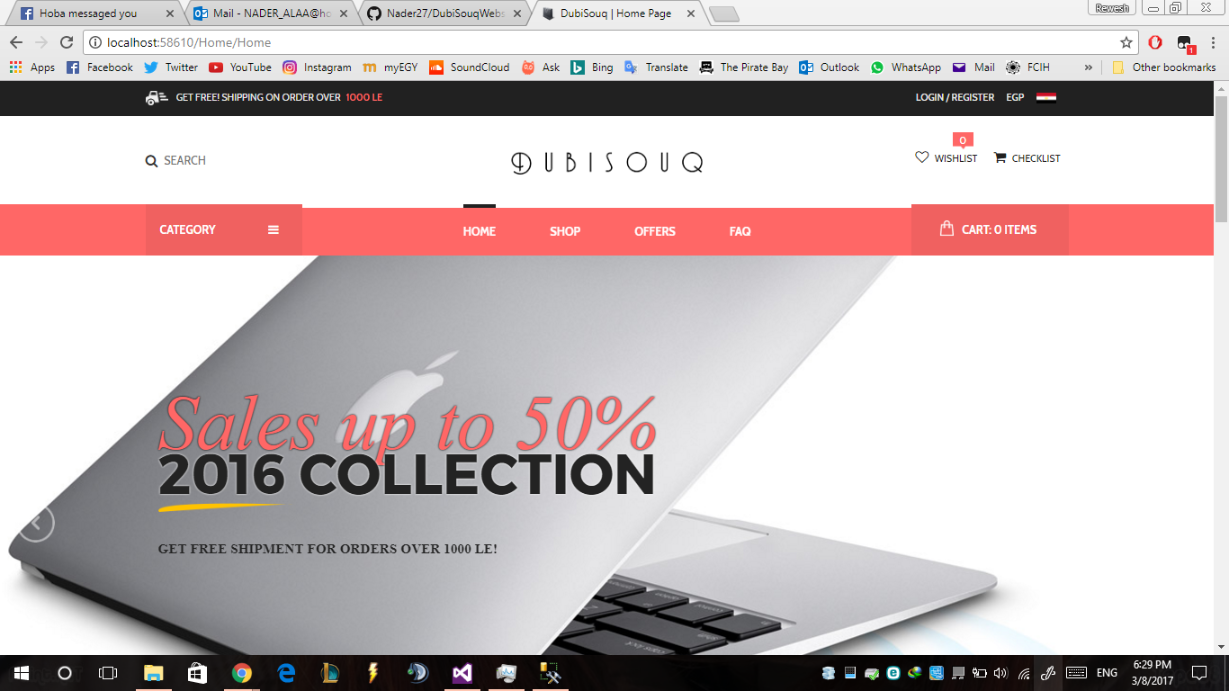 Hoba messaged you
Mail - NADER_ALAA@ho
Nader27/DubiSouqWebs
DubiSouq | Home Page
Rewesh
localhost:58610/Home/Home
1
Apps
Facebook
Twitter
YouTube
Instagram
m myEGY
SoundCloud
Ask
Bing
Translate
The Pirate Bay
Outlook
WhatsApp
Mail
FCIH
»
Other bookmarks
GET FREE! SHIPPING ON ORDER OVER 1000 LE
LOGIN / REGISTER
EGP
SEARCH
DUBISOUQ
0
WISHLIST
CHECKLIST
CATEGORY
HOME
SHOP
OFFERS
FAQ
CART: 0 ITEMS
Sales up to 50%
2016 COLLECTION
GET FREE SHIPMENT FOR ORDERS OVER 1000 LE!
ENG
6:29 PM
3/8/2017